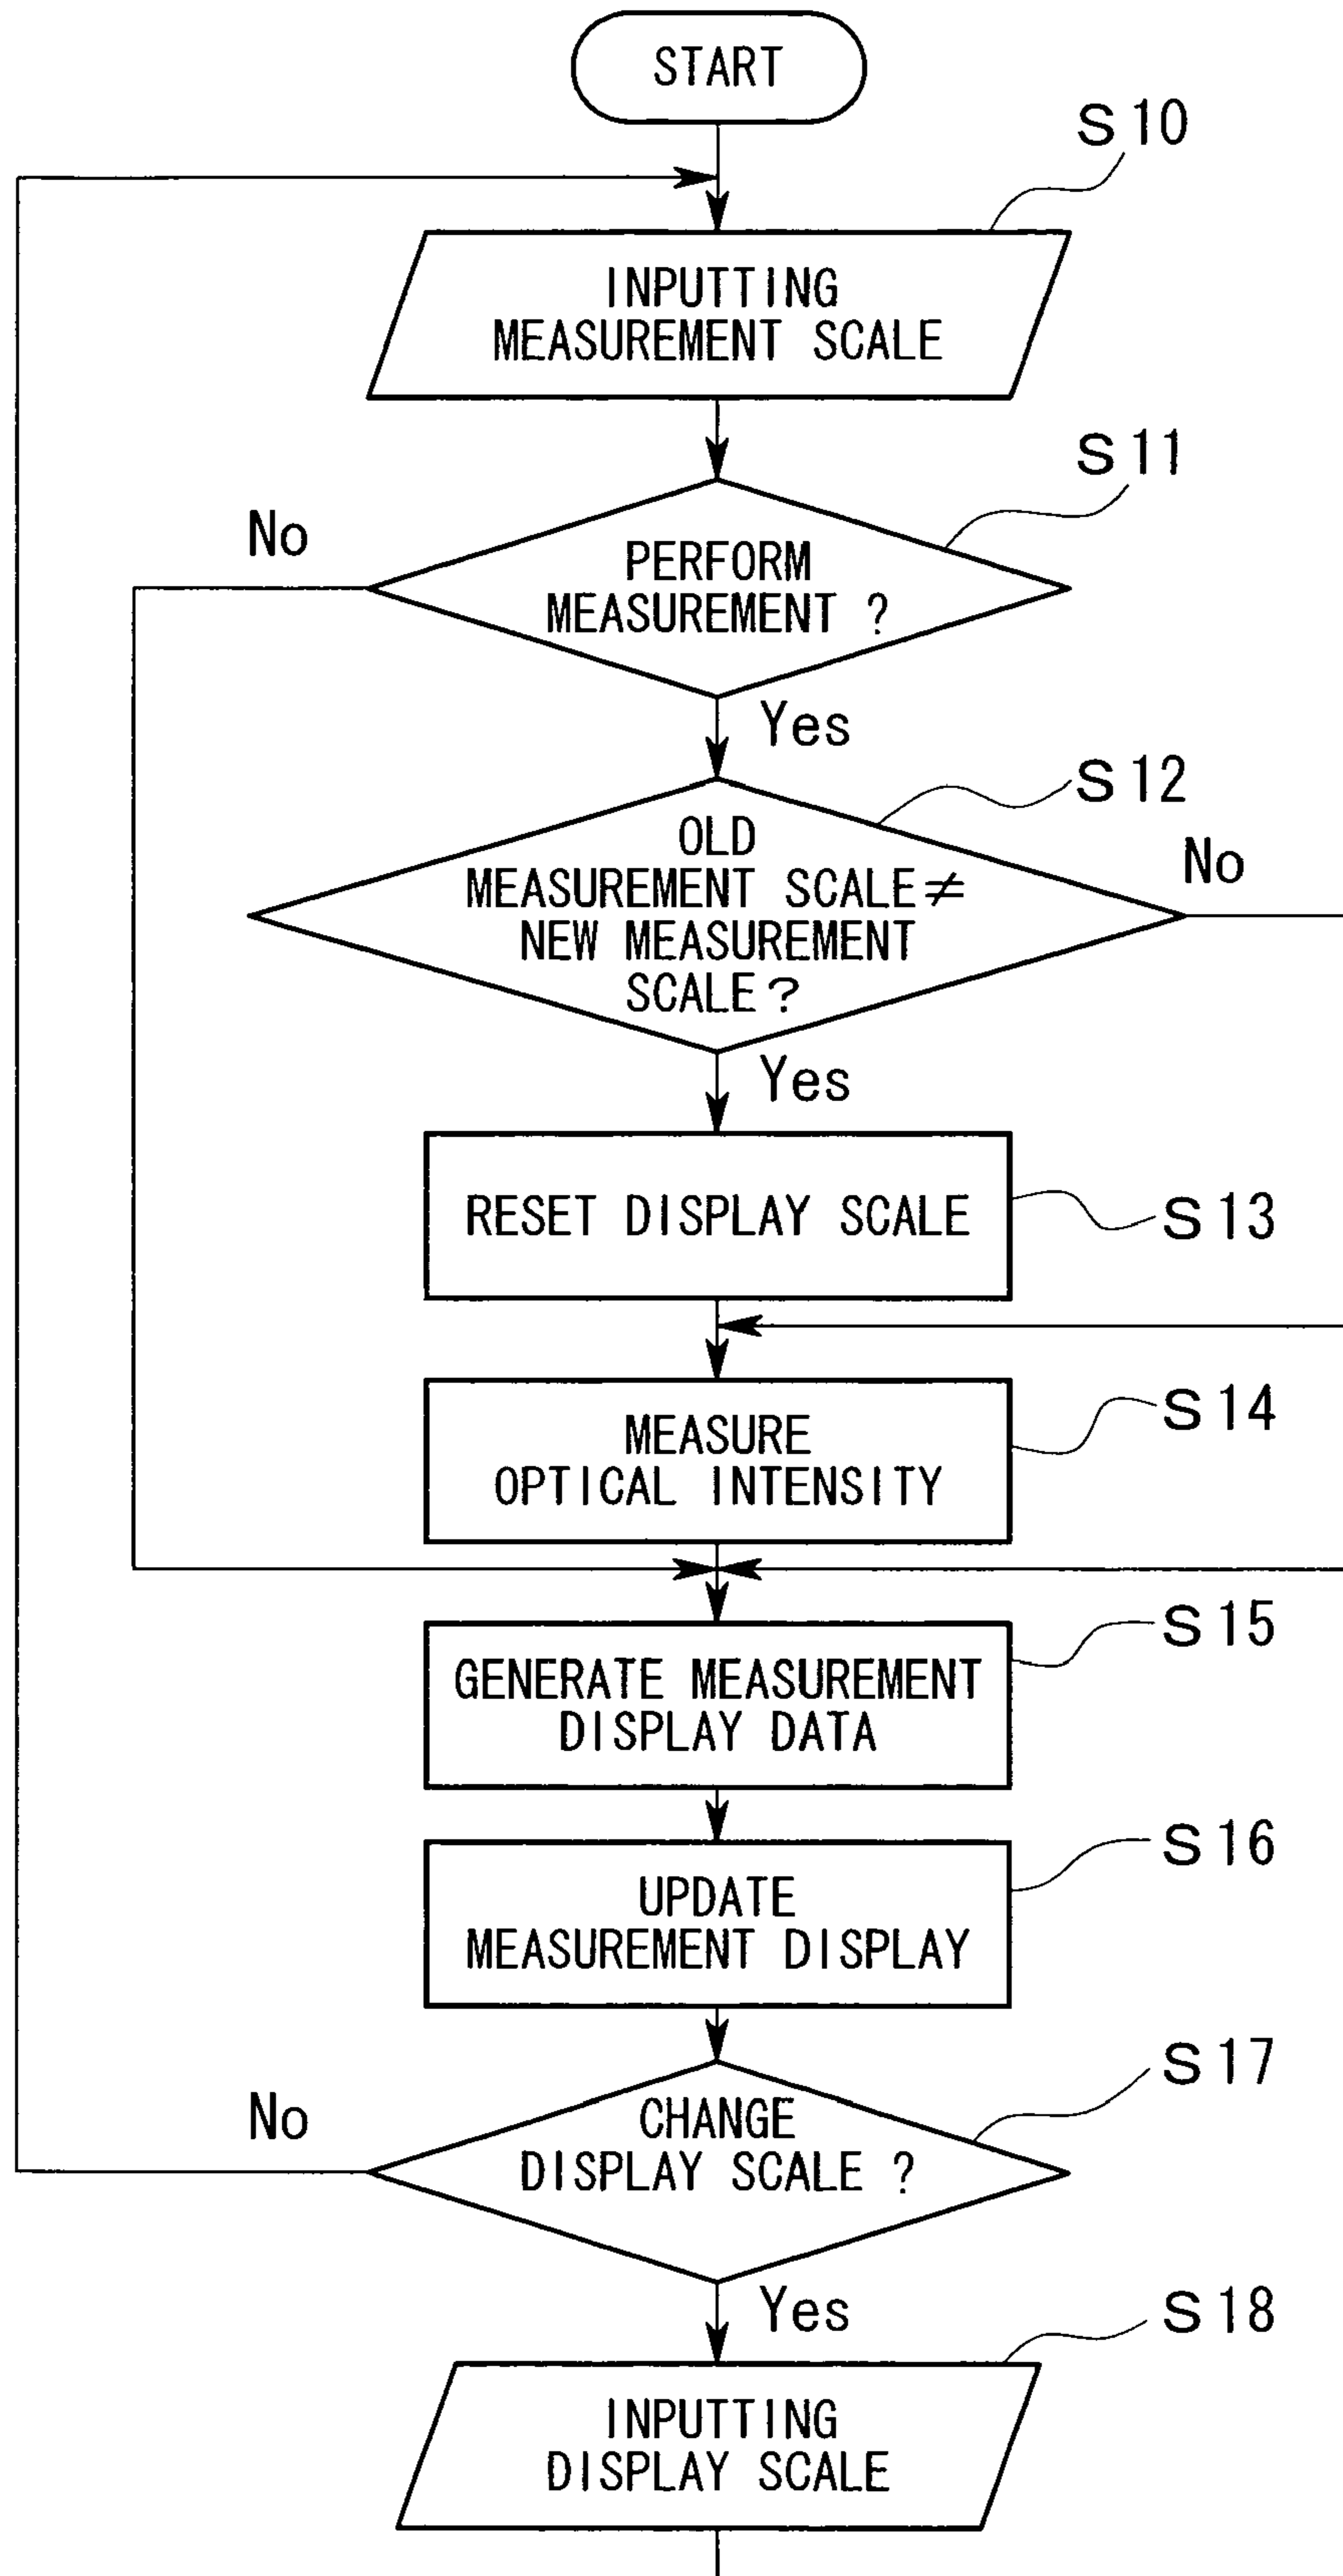 START
S10
INPUTTING
MEASUREMENT SCALE
S11
No
PERFORM
MEASUREMENT ?
Yes
S12
OLD
MEASUREMENT SCALE≠
NEW MEASUREMENT
SCALE?
No
Yes
RESET DISPLAY SCALE
S13
MEASURE
OPTICAL INTENSITY
S14
S15
GENERATE MEASUREMENT
DISPLAY DATA
S16
UPDATE
MEASUREMENT DISPLAY
S17
No
CHANGE
DISPLAY SCALE ?
Yes
S18
INPUTTING
DISPLAY SCALE